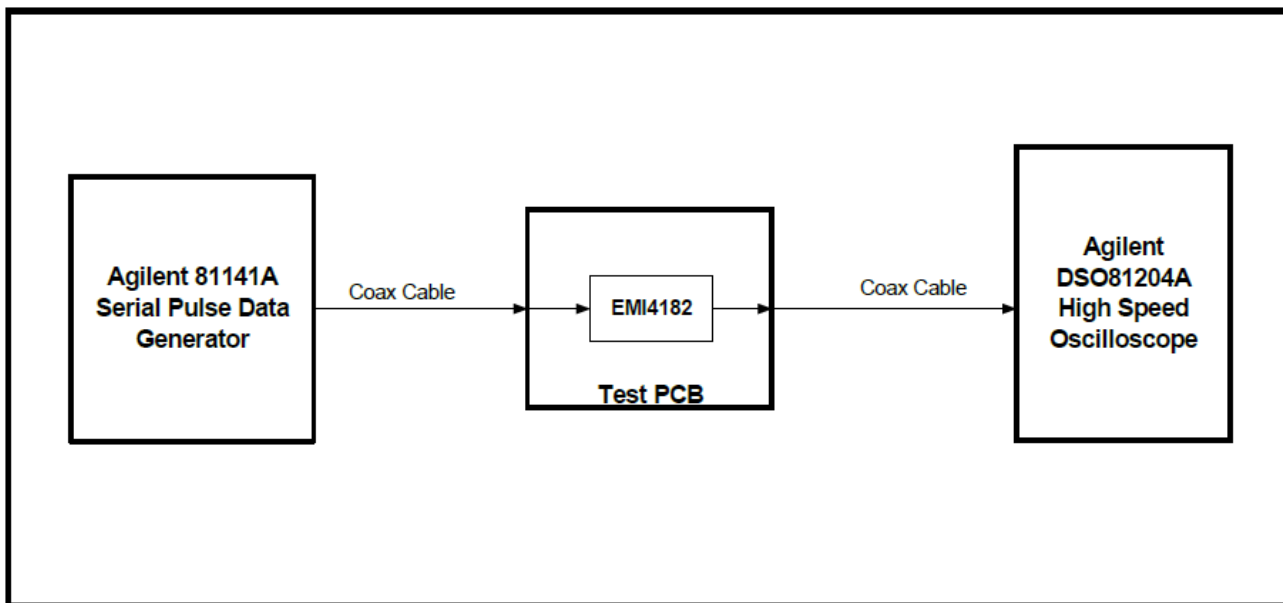 Agilent 81141A
Serial Pulse Data
Generator
Coax Cable
EMI4182
Test PCB
Coax Cable
Agilent
DSO81204A
High Speed
Oscilloscope